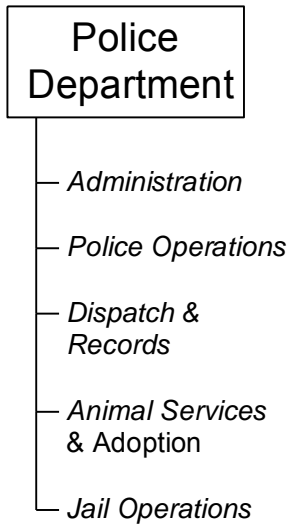 Police
Department
Administration
Police Operations
Dispatch &
Records
Animal Services
& Adoption
Jail Operations